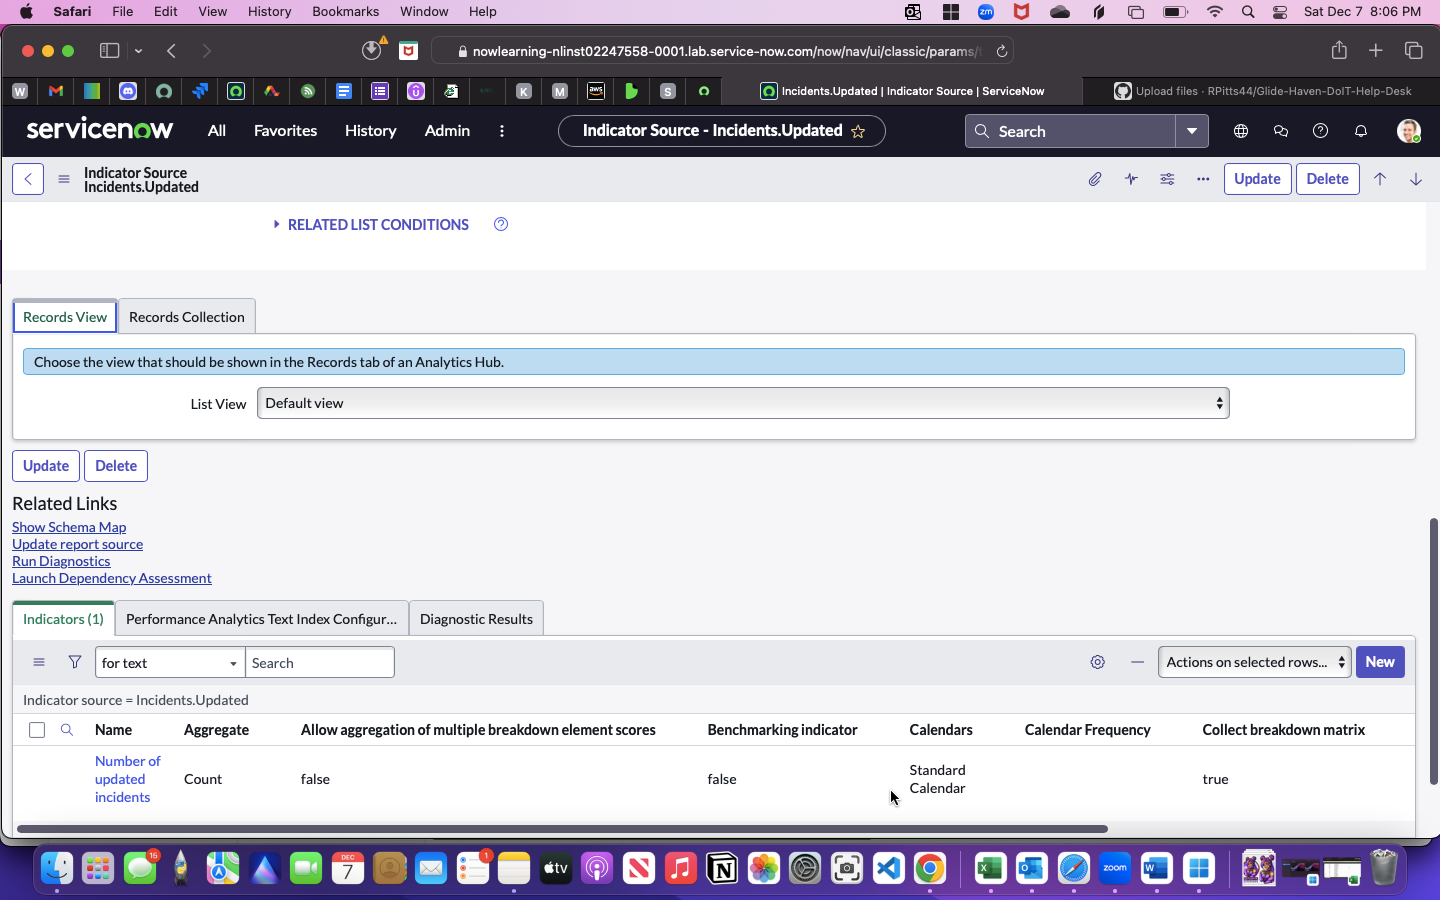 Safari File Edit View History Bookmarks Window Help
zm
Sat Dec 7 8:06 PM
nowlearning-nlinst02247558-0001.lab.service-now.com/now/nav/ui/classic/params/
W
K
M
aws
S
Incidents.Updated | Indicator Source | ServiceNow
Upload files · RPitts44/Glide-Haven-DoIT-Help-Desk
servicenow
All Favorites History Admin
Indicator Source - Incidents.Updated
Search
Indicator Source
Incidents.Updated
Update Delete
RELATED LIST CONDITIONS
Records View Records Collection
Choose the view that should be shown in the Records tab of an Analytics Hub.
List View Default view
Update Delete
Related Links
Show Schema Map
Update report source
Run Diagnostics
Launch Dependency Assessment
Indicators (1) Performance Analytics Text Index Configur... Diagnostic Results
for text Search Actions on selected rows... New
Indicator source = Incidents.Updated
Name Aggregate Allow aggregation of multiple breakdown element scores Benchmarking indicator Calendars Calendar Frequency Collect breakdown matrix
Number of updated incidents Count false false Standard Calendar true
16
DEC
7
1
tv
zoom